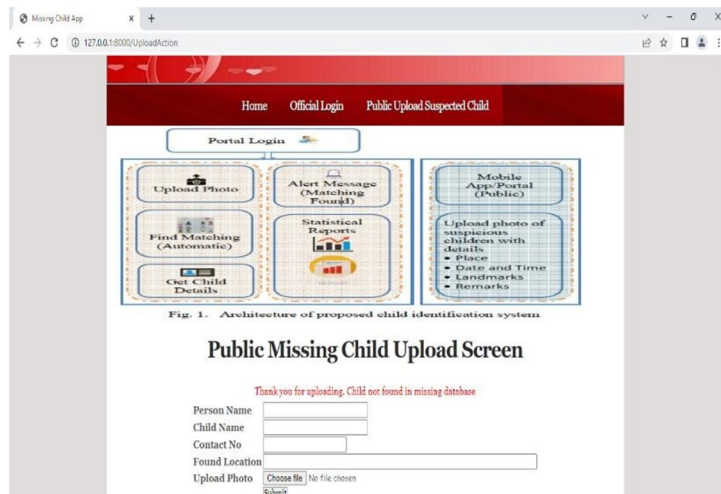 Missing Child App
127.0.0.1:8000/UploadAction
Home Official Login Public Upload Suspected Child
Portal Login
Upload Photo
Find Matching
(Automatic)
Get Child
Details
Alert Message
(Matching
Found)
Statistical
Reports
Mobile
App/Portal
(Public)
Upload photo of
suspicious
children with
details
• Place
• Date and Time
• Landmarks
• Remarks
Fig. 1. Architecture of proposed child identification system
Public Missing Child Upload Screen
Thank you for uploading. Child not found in missing database
Person Name
Child Name
Contact No
Found Location
Upload Photo Choose file No file chosen
Submit